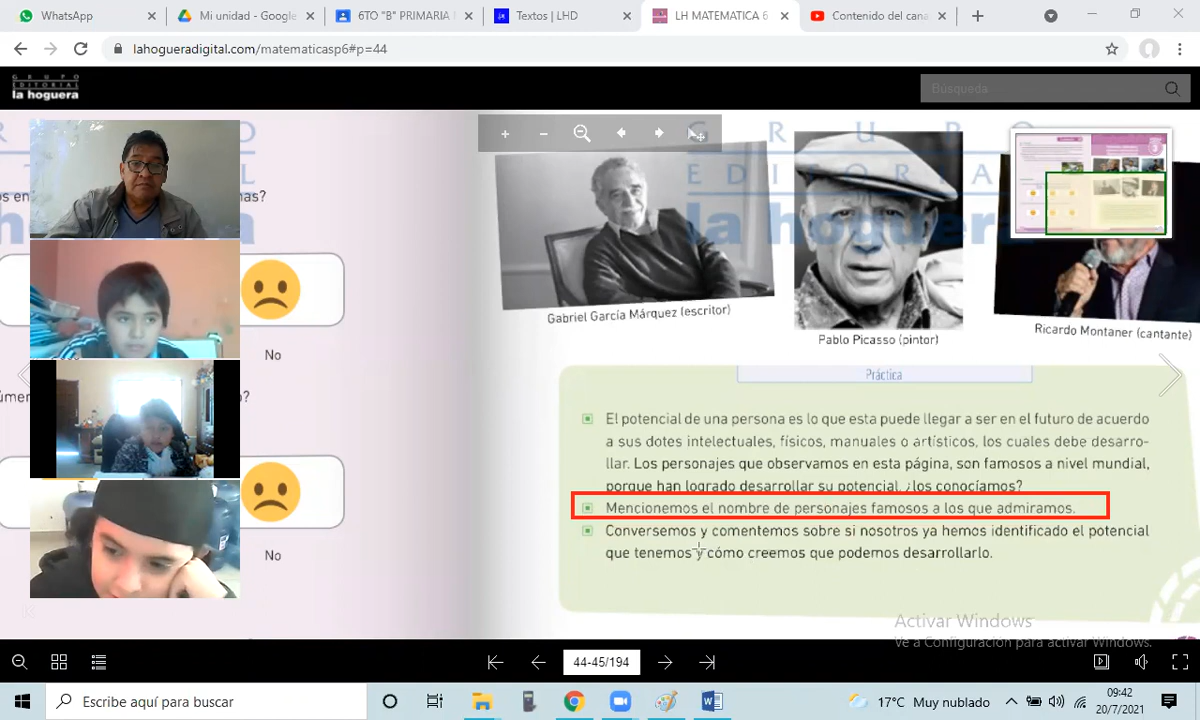 WhatsApp
Mi unidad - Google
6TO "B" PRIMARIA
Textos | LHD
LH MATEMATICA 6
Contenido del cana
lahogueradigital.com/matematicasp6#p=44
GRUPO
EDITORIAL
la hoguera
Búsqueda
GRUPO
EDITORIAL
la hoguera
No
No
Gabriel García Márquez (escritor)
Pablo Picasso (pintor)
Ricardo Montaner (cantante)
Práctica
El potencial de una persona es lo que esta puede llegar a ser en el futuro de acuerdo
a sus dotes intelectuales, físicos, manuales o artísticos, los cuales debe desarro-
llar. Los personajes que observamos en esta página, son famosos a nivel mundial,
porque han logrado desarrollar su potencial, ¿los conocíamos?
Mencionemos el nombre de personajes famosos a los que admiramos.
Conversemos y comentemos sobre si nosotros ya hemos identificado el potencial
que tenemos y cómo creemos que podemos desarrollarlo.
Activar Windows
Ve a Configuración para activar Windows.
44-45/194
Escribe aquí para buscar
17°C Muy nublado
09:42
20/7/2021